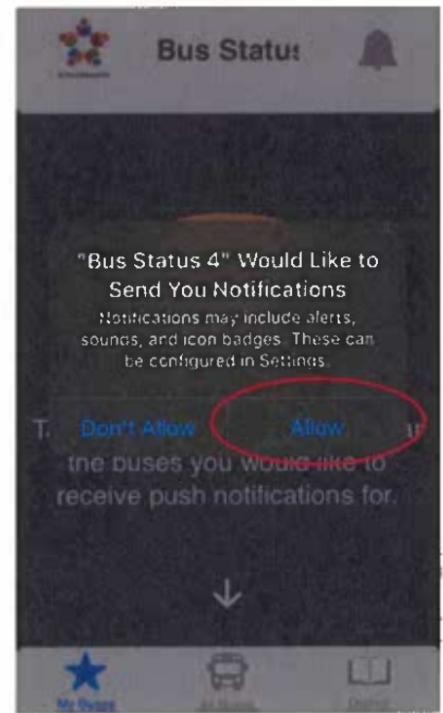 Bus Status
"Bus Status 4" Would Like to
Send You Notifications
Notifications may include alerts,
sounds, and icon badges. These can
be configured in Settings.
Don't Allow Allow
the buses you would like to
receive push notifications for.
My Buses